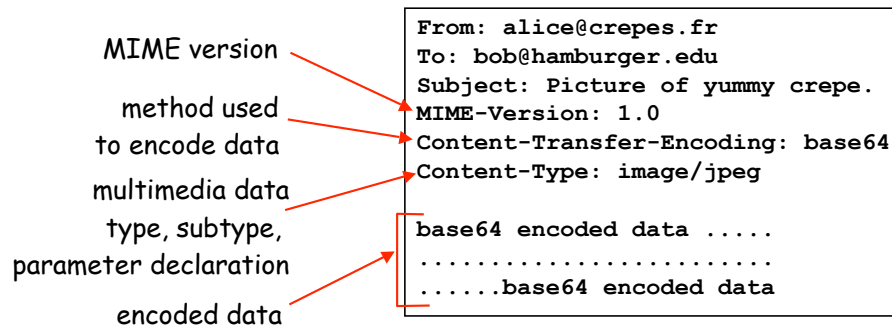 MIME version
method used
to encode data
multimedia data
type, subtype,
parameter declaration
encoded data
From: alice@crepes.fr
To: bob@hamburger.edu
Subject: Picture of yummy crepe.
MIME-Version: 1.0
Content-Transfer-Encoding: base64
Content-Type: image/jpeg
base64 encoded data .....
.........................
......base64 encoded data